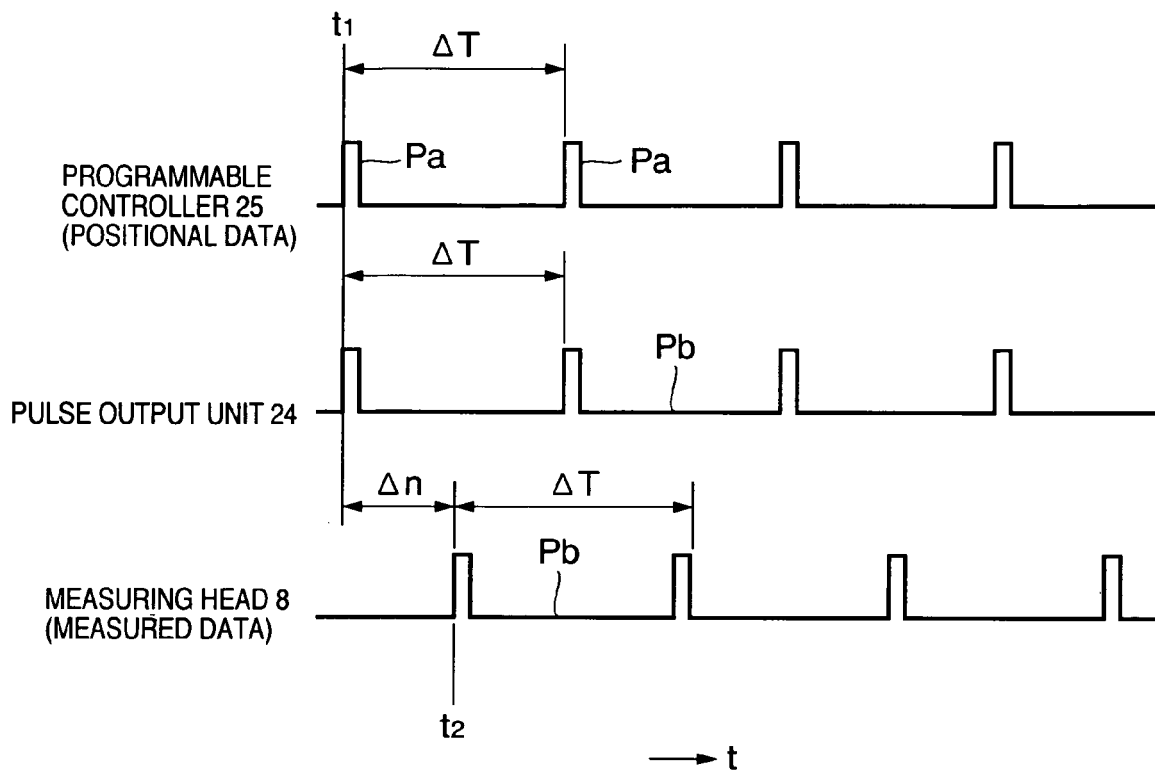 t1
ΔT
Pa
Pa
PROGRAMMABLE
CONTROLLER 25
(POSITIONAL DATA)
ΔT
Pb
PULSE OUTPUT UNIT 24
Δn
ΔT
Pb
MEASURING HEAD 8
(MEASURED DATA)
t2
t